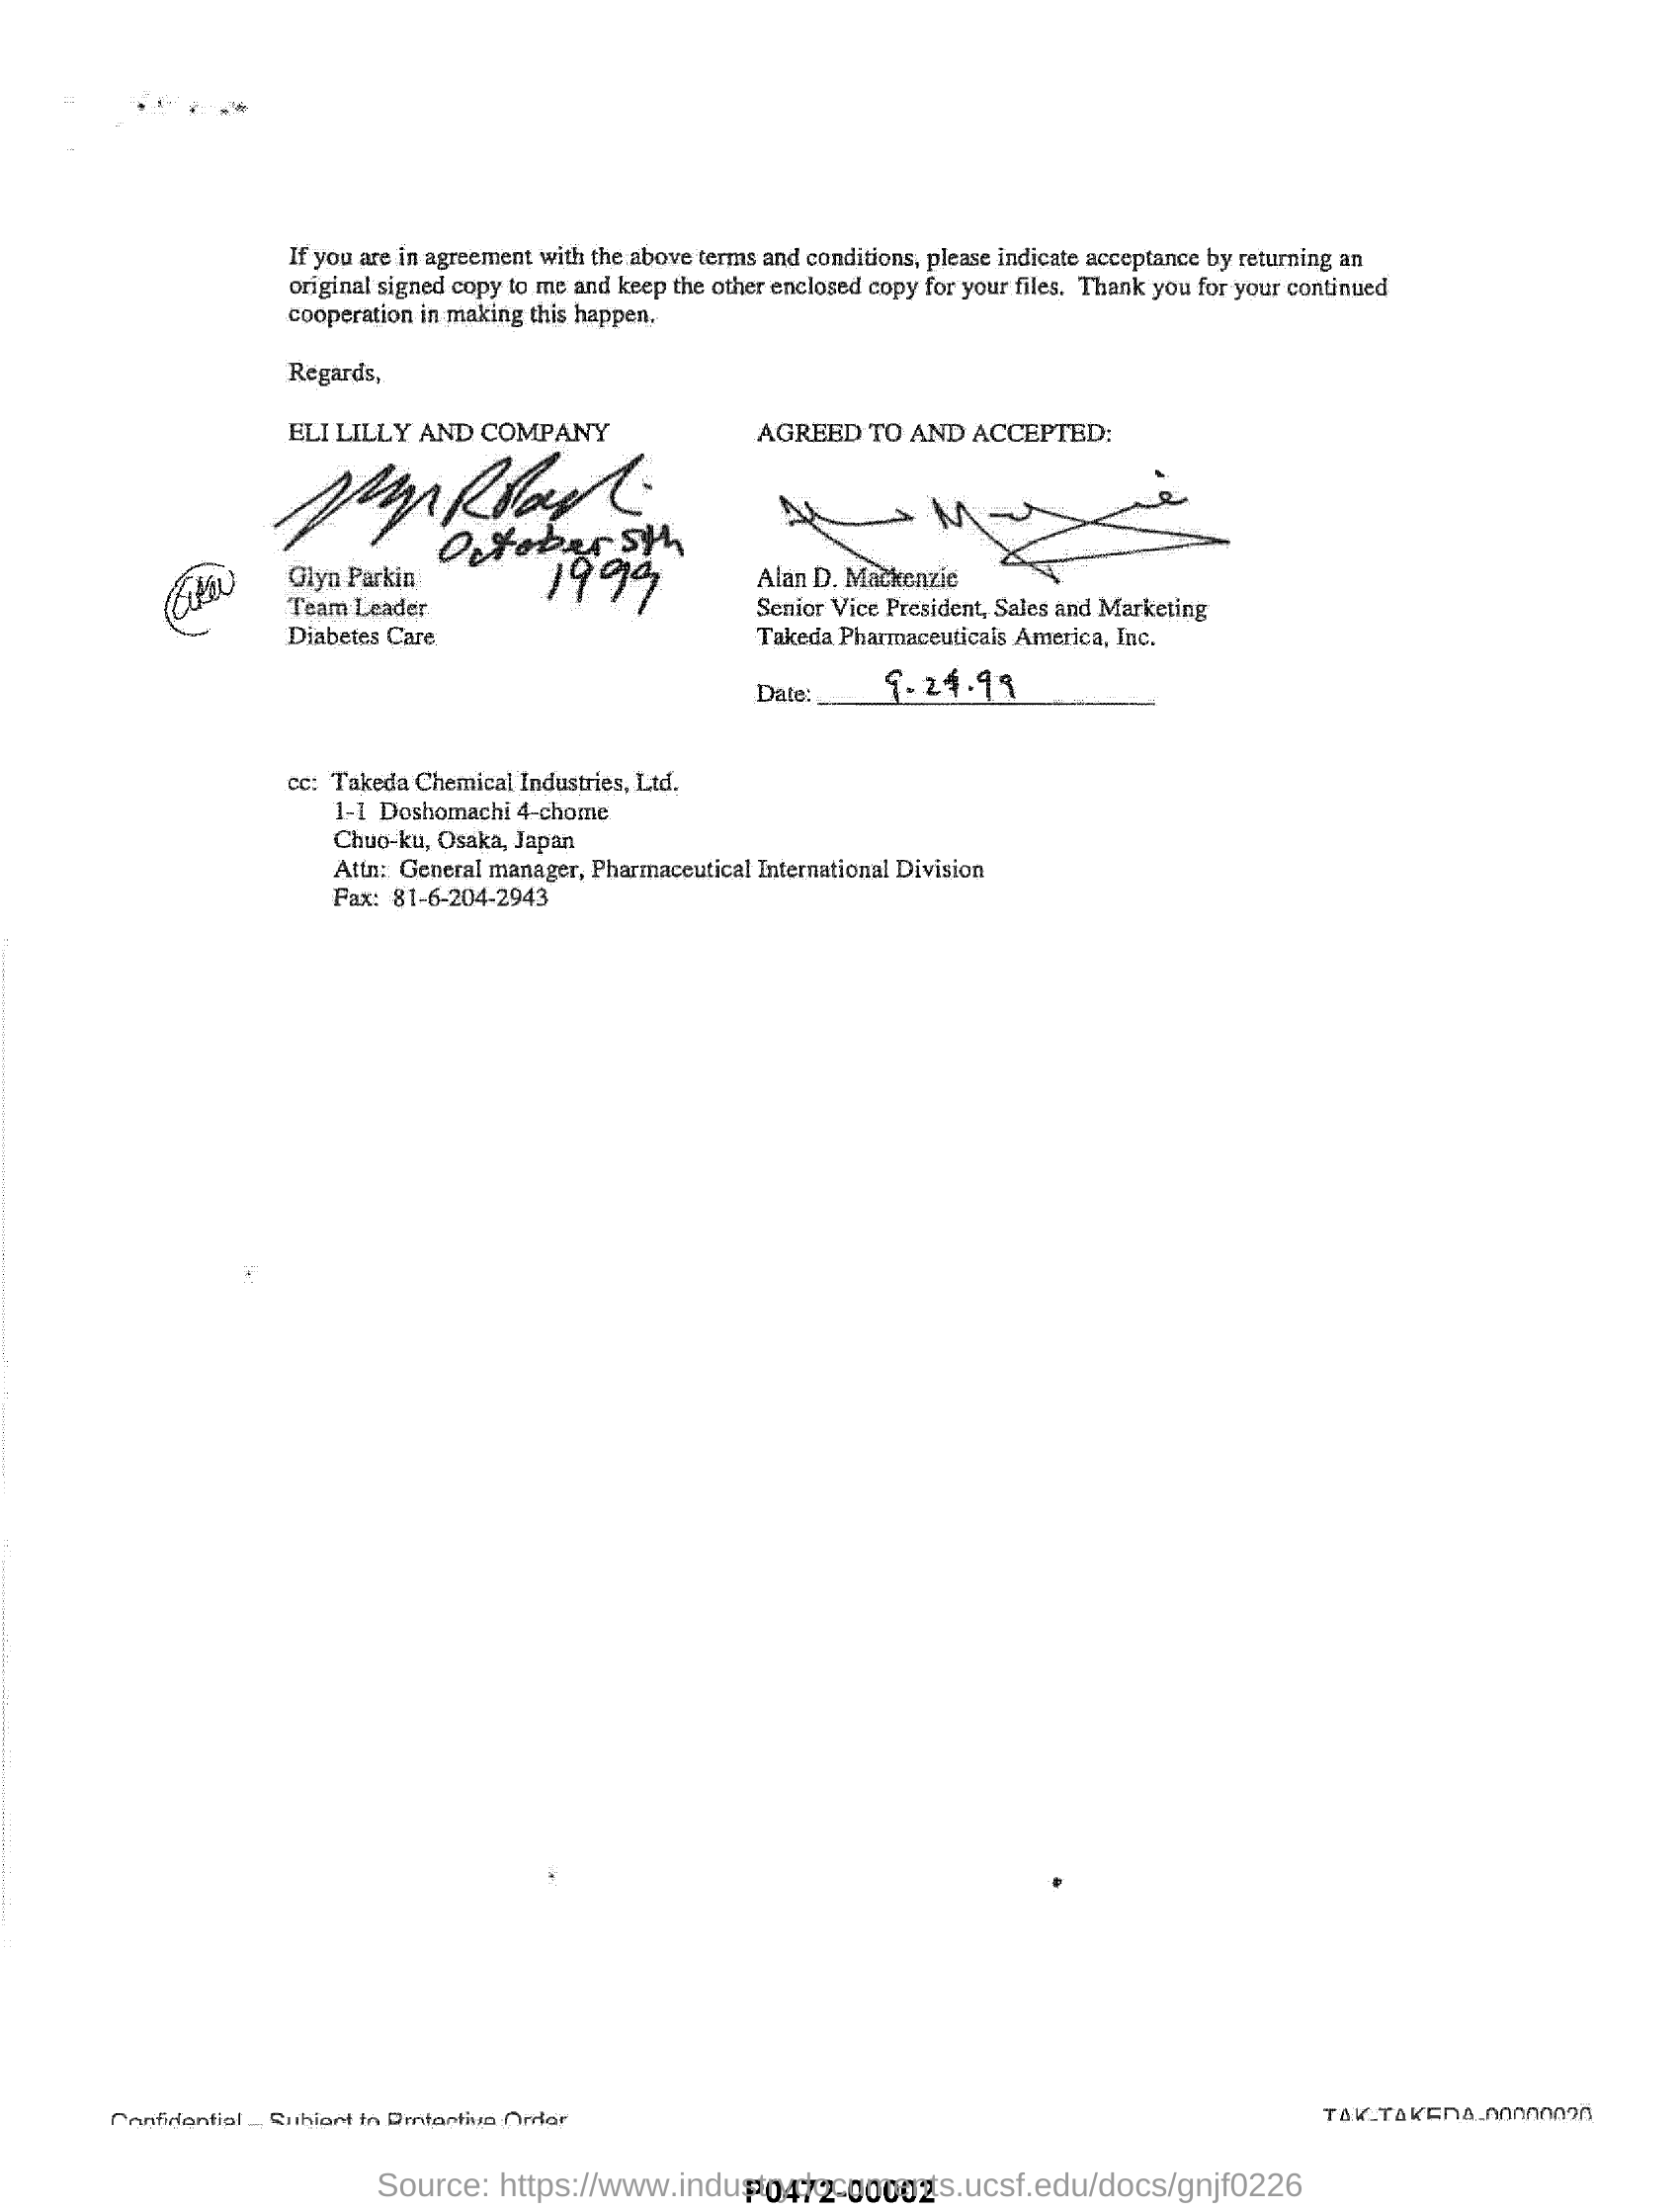 If you are in agreement with the above terms and conditions, please indicate acceptance by returning an
original signed copy to me and keep the other enclosed copy for your files. Thank you for your continued
cooperation in making this happen.
Regards,
ELI LILLY AND COMPANY
October 5th
1999
Glyn Parkin
Team Leader
Diabetes Care
AGREED TO AND ACCEPTED:
Alan D. Mackenzie
Senior Vice President, Sales and Marketing
Takeda Pharmaceuticals America, Inc.
Date: 9.24.99
cc: Takeda Chemical Industries, Ltd.
1-1 Doshomachi 4-chome
Chuo-ku, Osaka, Japan
Attn: General manager, Pharmaceutical International Division
Fax: 81-6-204-2943
Confidential – Subject to Protective Order
TAK-TAKEDA-00000020
Source: https://www.industrydocuments.ucsf.edu/docs/gnjf0226
P0472-00002